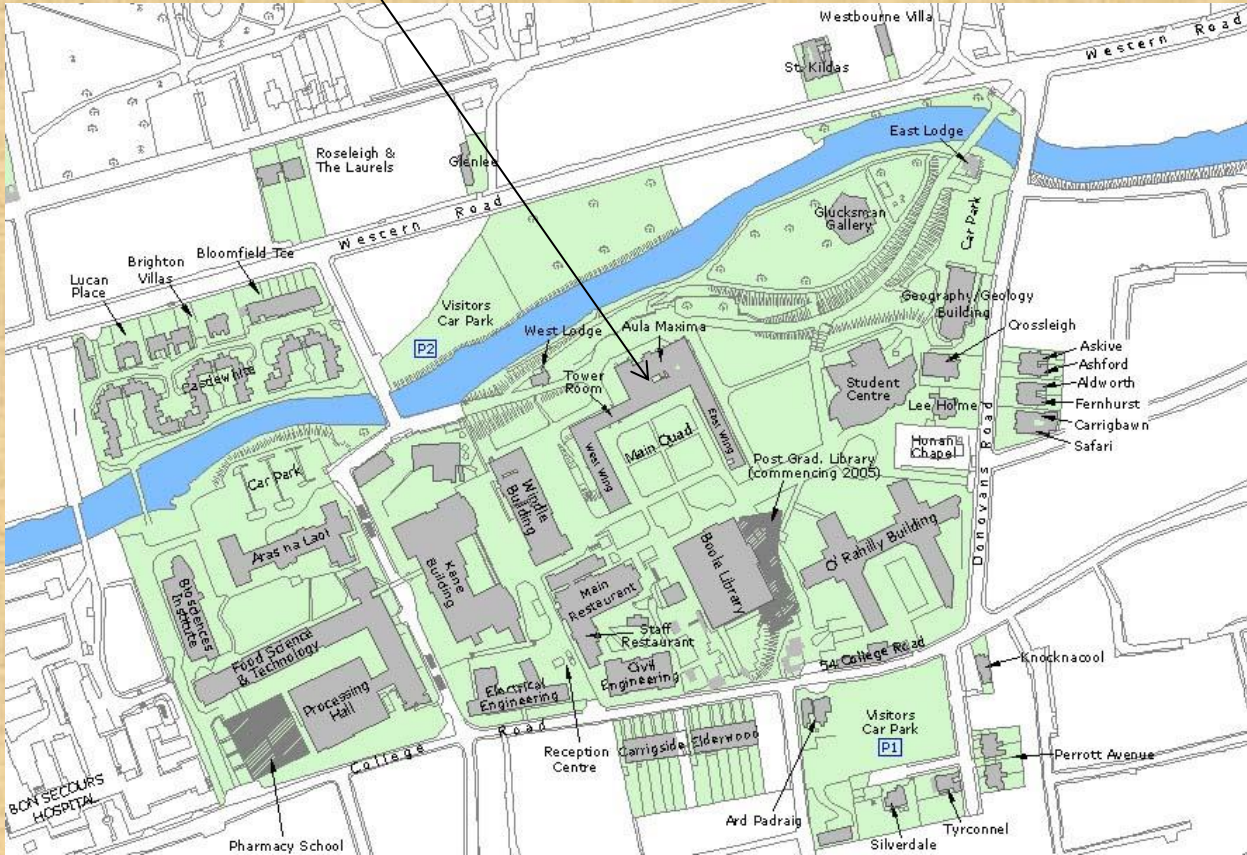 Westbourne Villa
Western Road
St. Kildas
East Lodge
Roseleigh &
The Laurels
Glenlee
Glucksman
Gallery
Car Park
Western Road
Bloomfield Tce
Brighton
Villas
Lucan
Place
Visitors
Car Park
P2
West Lodge
Aula Maxima
Geography/Geology
Building
Crossleigh
Askive
Ashford
Aldworth
Fernhurst
Carrigbawn
Safari
Castlewhite
Tower
Room
Student
Centre
Lee Holme
Honan
Chapel
Donovans Road
East Wing
Main Quad
West Wing
Post Grad. Library
(commencing 2005)
Car Park
Windle
Building
Aras na Laoi
Kane
Building
Boole Library
O' Rahilly Building
Main
Restaurant
Biosciences
Institute
Staff
Restaurant
Food Science
& Technology
Civil
Engineering
54 College Road
Knocknacool
Electrical
Engineering
Processing
Hall
College Road
Reception
Centre
Carrigside
Elderwood
Visitors
Car Park
P1
Perrott Avenue
BON SECOURS
HOSPITAL
Ard Padraig
Tyrconnel
Silverdale
Pharmacy School